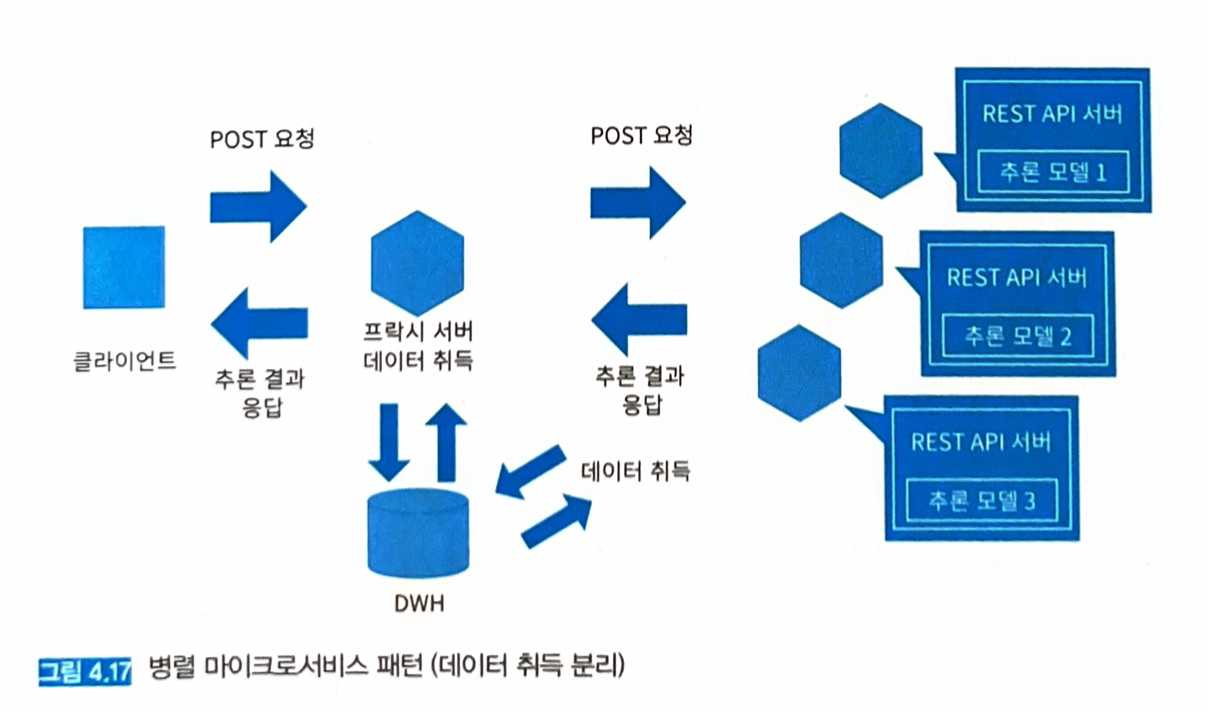 POST 요청
POST 요청
REST API 서버
추론 모델 1
REST API 서버
추론 모델 2
REST API 서버
추론 모델 3
클라이언트
추론 결과
응답
프락시 서버
데이터 취득
추론 결과
응답
데이터 취득
DWH
그림 4.17 병렬 마이크로서비스 패턴 (데이터 취득 분리)